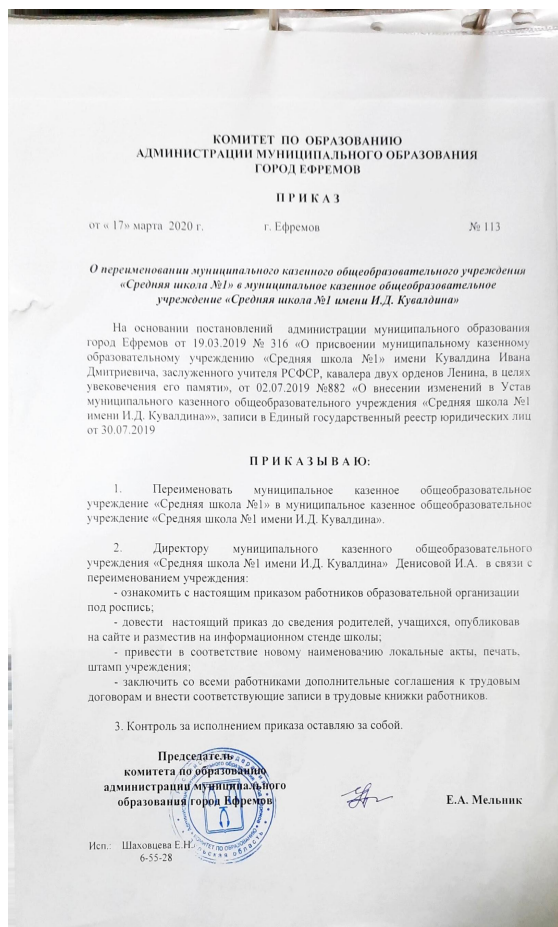 КОМИТЕТ ПО ОБРАЗОВАНИЮ
АДМИНИСТРАЦИИ МУНИЦИПАЛЬНОГО ОБРАЗОВАНИЯ
ГОРОД ЕФРЕМОВ
П Р И К А З
от « 17» марта 2020 г. г. Ефремов № 113
О переименовании муниципального казенного общеобразовательного учреждения
«Средняя школа №1» в муниципальное казенное общеобразовательное
учреждение «Средняя школа №1 имени И.Д. Кувалдина»
На основании постановлений администрации муниципального образования
город Ефремов от 19.03.2019 № 316 «О присвоении муниципальному казенному
образовательному учреждению «Средняя школа №1» имени Кувалдина Ивана
Дмитриевича, заслуженного учителя РСФСР, кавалера двух орденов Ленина, в целях
увековечения его памяти», от 02.07.2019 №882 «О внесении изменений в Устав
муниципального казенного общеобразовательного учреждения «Средняя школа №1
имени И.Д. Кувалдина»», записи в Единый государственный реестр юридических лиц
от 30.07.2019
П Р И К А З Ы В А Ю:
1. Переименовать муниципальное казенное общеобразовательное
учреждение «Средняя школа №1» в муниципальное казенное общеобразовательное
учреждение «Средняя школа №1 имени И.Д. Кувалдина».
2. Директору муниципального казенного общеобразовательного
учреждения «Средняя школа №1 имени И.Д. Кувалдина» Денисовой И.А. в связи с
переименованием учреждения:
- ознакомить с настоящим приказом работников образовательной организации
под роспись;
- довести настоящий приказ до сведения родителей, учащихся, опубликовав
на сайте и разместив на информационном стенде школы;
- привести в соответствие новому наименовачию локальные акты, печать,
штамп учреждения;
- заключить со всеми работниками дополнительные соглашения к трудовым
договорам и внести соответствующие записи в трудовые книжки работников.
3. Контроль за исполнением приказа оставляю за собой.
Председатель
комитета по образованию
администрации муниципального
образования город Ефремов Е.А. Мельник
Исп.: Шаховцева Е.Н.
6-55-28